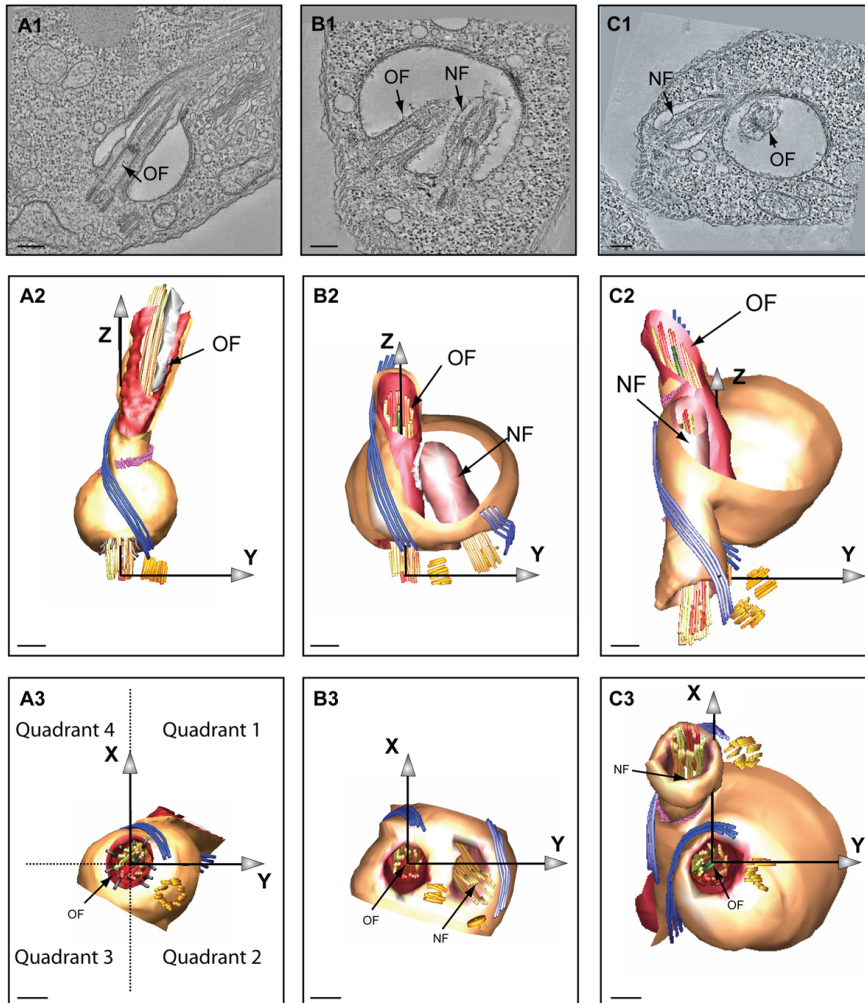 A1
OF
B1
OF
NF
C1
NF
OF
A2
Z
OF
Y
B2
Z
OF
NF
Y
C2
OF
NF
Z
Y
A3
Quadrant 4
Quadrant 1
X
Y
OF
Quadrant 3
Quadrant 2
B3
X
Y
OF
NF
C3
X
NF
Y
OF